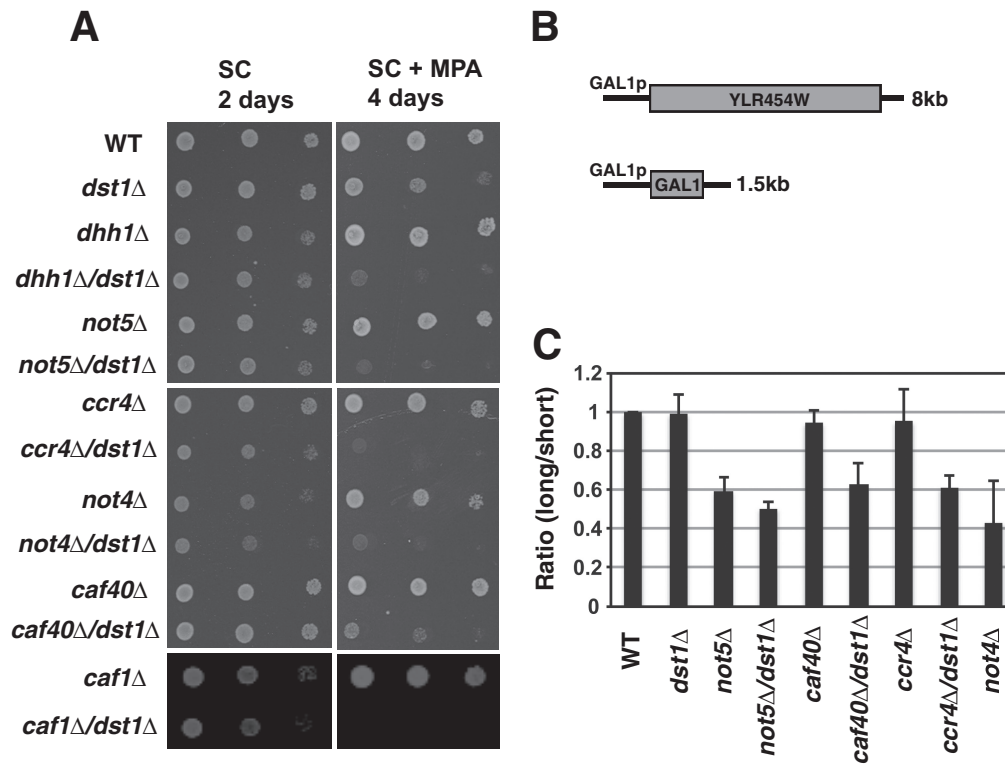 A
SC
2 days
SC + MPA
4 days
WT
dst1Δ
dhh1Δ
dhh1Δ/dst1Δ
not5Δ
not5Δ/dst1Δ
ccr4Δ
ccr4Δ/dst1Δ
not4Δ
not4Δ/dst1Δ
caf40Δ
caf40Δ/dst1Δ
caf1Δ
caf1Δ/dst1Δ
B
GAL1p
YLR454W
8kb
GAL1p
GAL1
1.5kb
C
Ratio (long/short)
1.2
1
0.8
0.6
0.4
0.2
0
WT
dst1Δ
not5Δ
not5Δ/dst1Δ
caf40Δ
caf40Δ/dst1Δ
ccr4Δ
ccr4Δ/dst1Δ
not4Δ